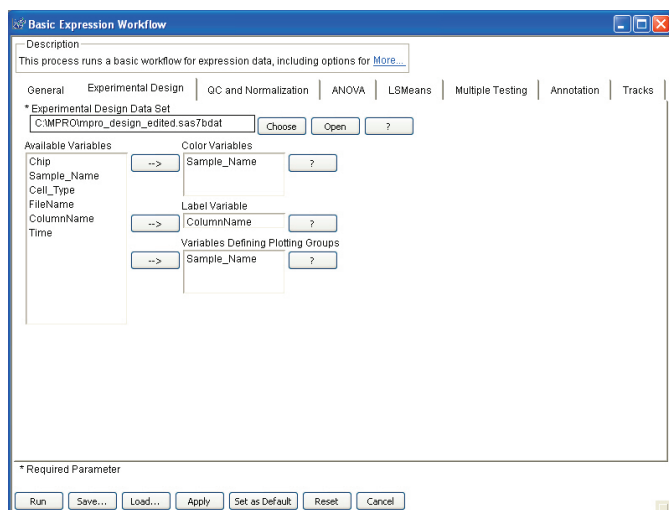 Basic Expression Workflow
Description
This process runs a basic workflow for expression data, including options for More...
General Experimental Design QC and Normalization ANOVA LSMeans Multiple Testing Annotation Tracks
* Experimental Design Data Set
C:\MPRO\mpro_design_edited.sas7bdat Choose Open ?
Available Variables Color Variables
Chip --> Sample_Name ?
Sample_Name
Cell_Type
FileName Label Variable
ColumnName --> ColumnName ?
Time
Variables Defining Plotting Groups
--> Sample_Name ?
* Required Parameter
Run Save... Load... Apply Set as Default Reset Cancel